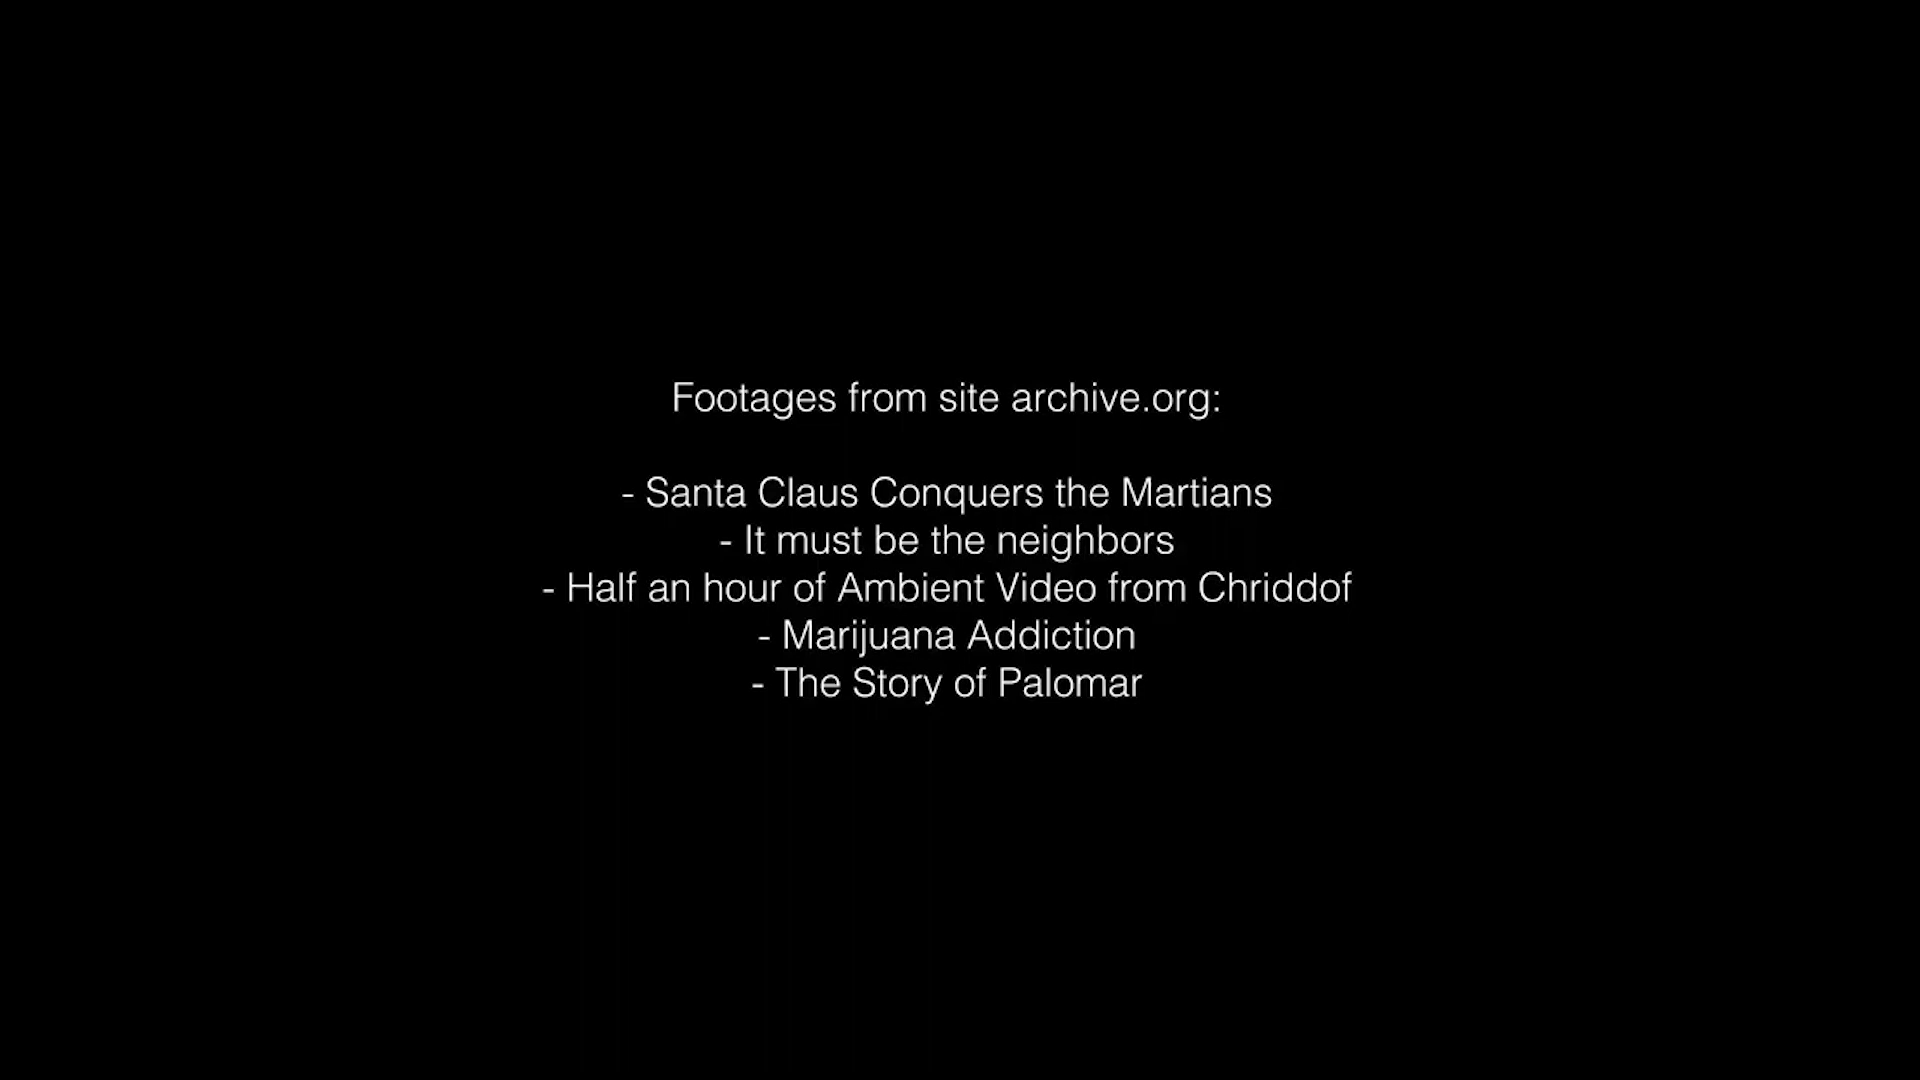 Footages from site archive.org:
- Santa Claus Conquers the Martians
- It must be the neighbors
- Half an hour of Ambient Video from Chriddof
- Marijuana Addiction
- The Story of Palomar